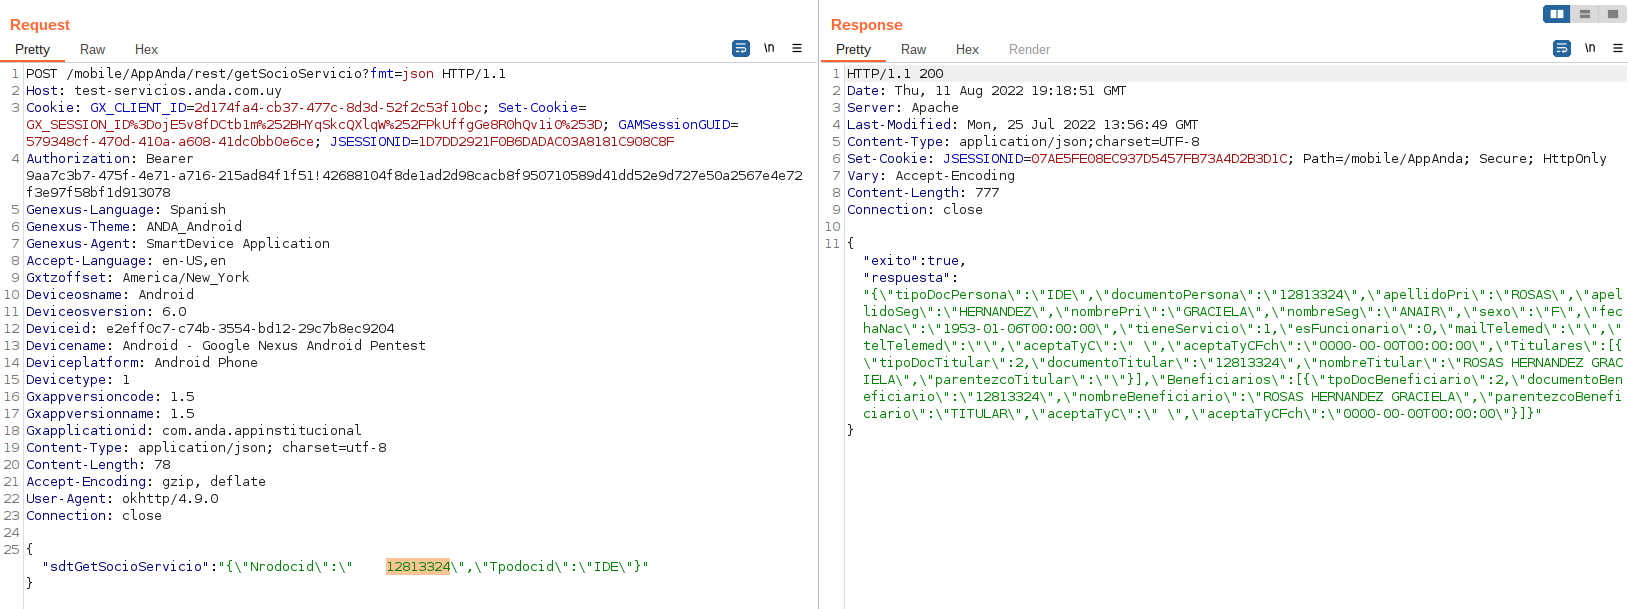 Request
Pretty Raw Hex \n
1 POST /mobile/AppAnda/rest/getSocioServicio?fmt=json HTTP/1.1
2 Host: test-servicios.anda.com.uy
3 Cookie: GX_CLIENT_ID=2d174fa4-cb37-477c-8d3d-52f2c53f10bc; Set-Cookie=
GX_SESSION_ID%3DojE5v8fDCtb1m%252BHYqSkcQXlqW%252FPkUffgGe8R0hQv1i0%253D; GAMSessionGUID=
579348cf-470d-410a-a608-41dc0bb0e6ce; JSESSIONID=1D7DD2921F0B6DADAC03A8181C908C8F
4 Authorization: Bearer
9aa7c3b7-475f-4e71-a716-215ad84f1f51!42688104f8de1ad2d98cacb8f950710589d41dd52e9d727e50a2567e4e72
f3e97f58bf1d913078
5 Genexus-Language: Spanish
6 Genexus-Theme: ANDA_Android
7 Genexus-Agent: SmartDevice Application
8 Accept-Language: en-US,en
9 Gxtzoffset: America/New_York
10 Deviceosname: Android
11 Deviceosversion: 6.0
12 Deviceid: e2eff0c7-c74b-3554-bd12-29c7b8ec9204
13 Devicename: Android - Google Nexus Android Pentest
14 Deviceplatform: Android Phone
15 Devicetype: 1
16 Gxappversioncode: 1.5
17 Gxappversionname: 1.5
18 Gxapplicationid: com.anda.appinstitucional
19 Content-Type: application/json; charset=utf-8
20 Content-Length: 78
21 Accept-Encoding: gzip, deflate
22 User-Agent: okhttp/4.9.0
23 Connection: close
24
25 {
"sdtGetSocioServicio":"{\"Nrodocid\":\"    12813324\",\"Tpodocid\":\"IDE\"}"
}
Response
Pretty Raw Hex Render \n
1 HTTP/1.1 200
2 Date: Thu, 11 Aug 2022 19:18:51 GMT
3 Server: Apache
4 Last-Modified: Mon, 25 Jul 2022 13:56:49 GMT
5 Content-Type: application/json;charset=UTF-8
6 Set-Cookie: JSESSIONID=07AE5FE08EC937D5457FB73A4D2B3D1C; Path=/mobile/AppAnda; Secure; HttpOnly
7 Vary: Accept-Encoding
8 Content-Length: 777
9 Connection: close
10
11 {
"exito":true,
"respuesta":
"{\"tipoDocPersona\":\"IDE\",\"documentoPersona\":\"12813324\",\"apellidoPri\":\"ROSAS\",\"apel
lidoSeg\":\"HERNANDEZ\",\"nombrePri\":\"GRACIELA\",\"nombreSeg\":\"ANAIR\",\"sexo\":\"F\",\"fec
haNac\":\"1953-01-06T00:00:00\",\"tieneServicio\":1,\"esFuncionario\":0,\"mailTelemed\":\"\",\"
telTelemed\":\"\",\"aceptaTyC\":\" \",\"aceptaTyCFch\":\"0000-00-00T00:00:00\",\"Titulares\":[{
\"tipoDocTitular\":2,\"documentoTitular\":\"12813324\",\"nombreTitular\":\"ROSAS HERNANDEZ GRAC
IELA\",\"parentezcoTitular\":\"\"}],\"Beneficiarios\":[{\"tpoDocBeneficiario\":2,\"documentoBen
eficiario\":\"12813324\",\"nombreBeneficiario\":\"ROSAS HERNANDEZ GRACIELA\",\"parentezcoBenefi
ciario\":\"TITULAR\",\"aceptaTyC\":\" \",\"aceptaTyCFch\":\"0000-00-00T00:00:00\"}]}"
}